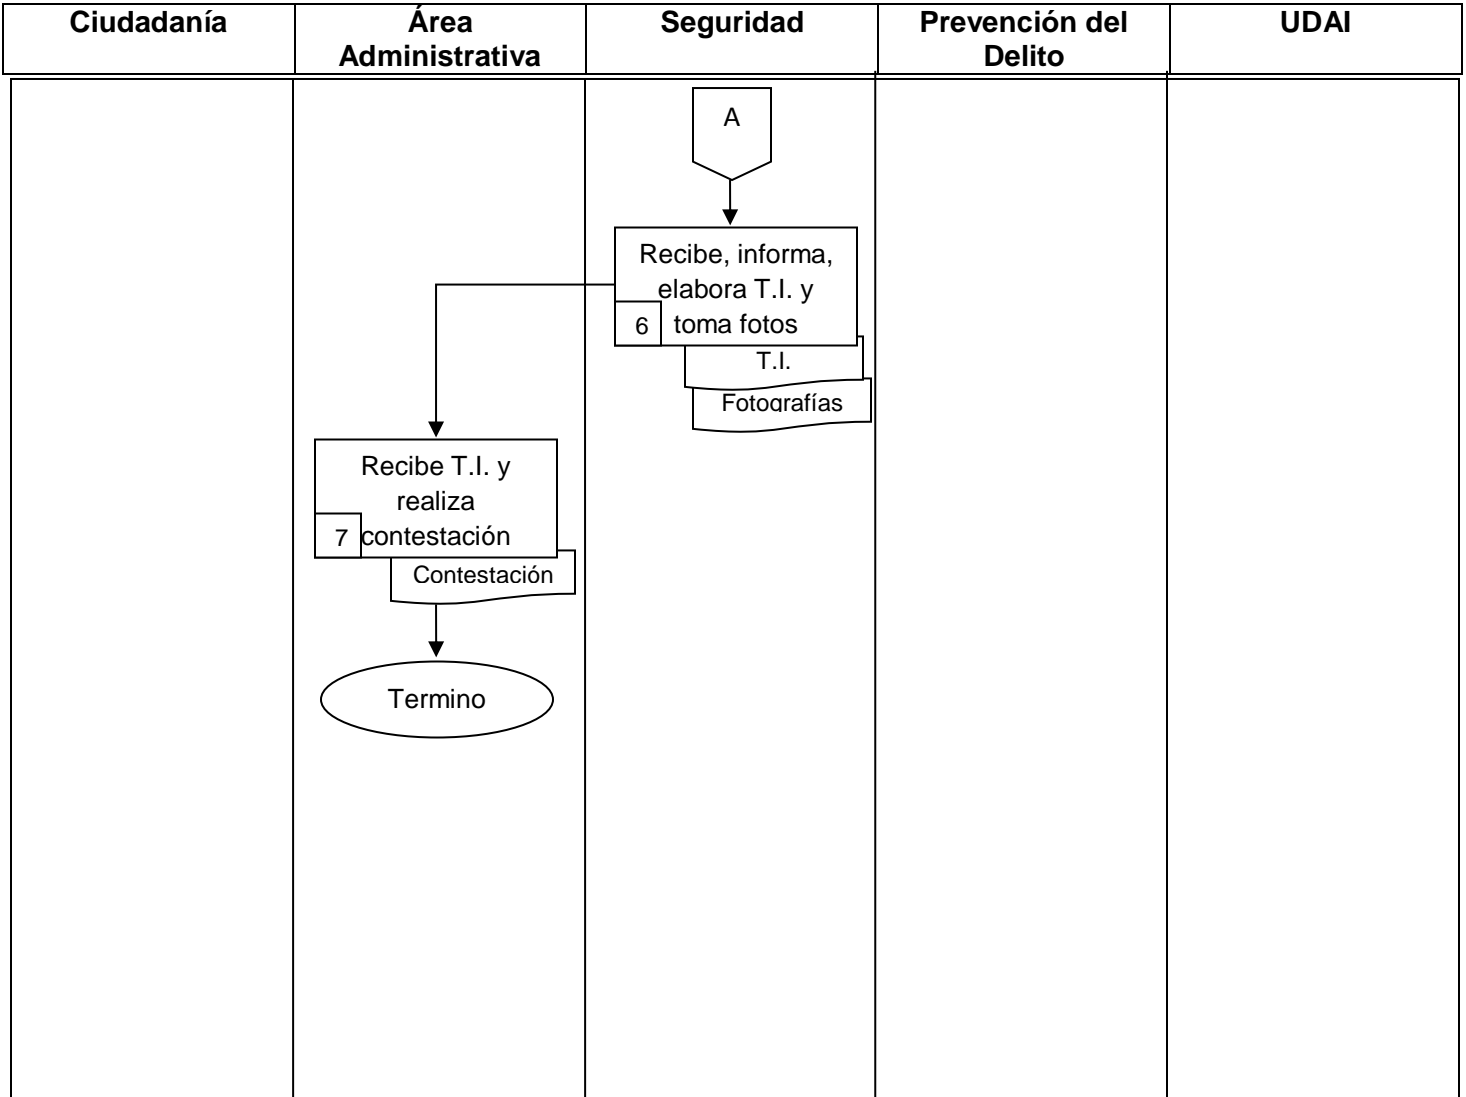 Ciudadanía
Área
Administrativa
Seguridad
Prevención del
Delito
UDAI
A
Recibe, informa,
elabora T.I. y
toma fotos
6
T.I.
Fotografías
Recibe T.I. y
realiza
contestación
7
Contestación
Termino